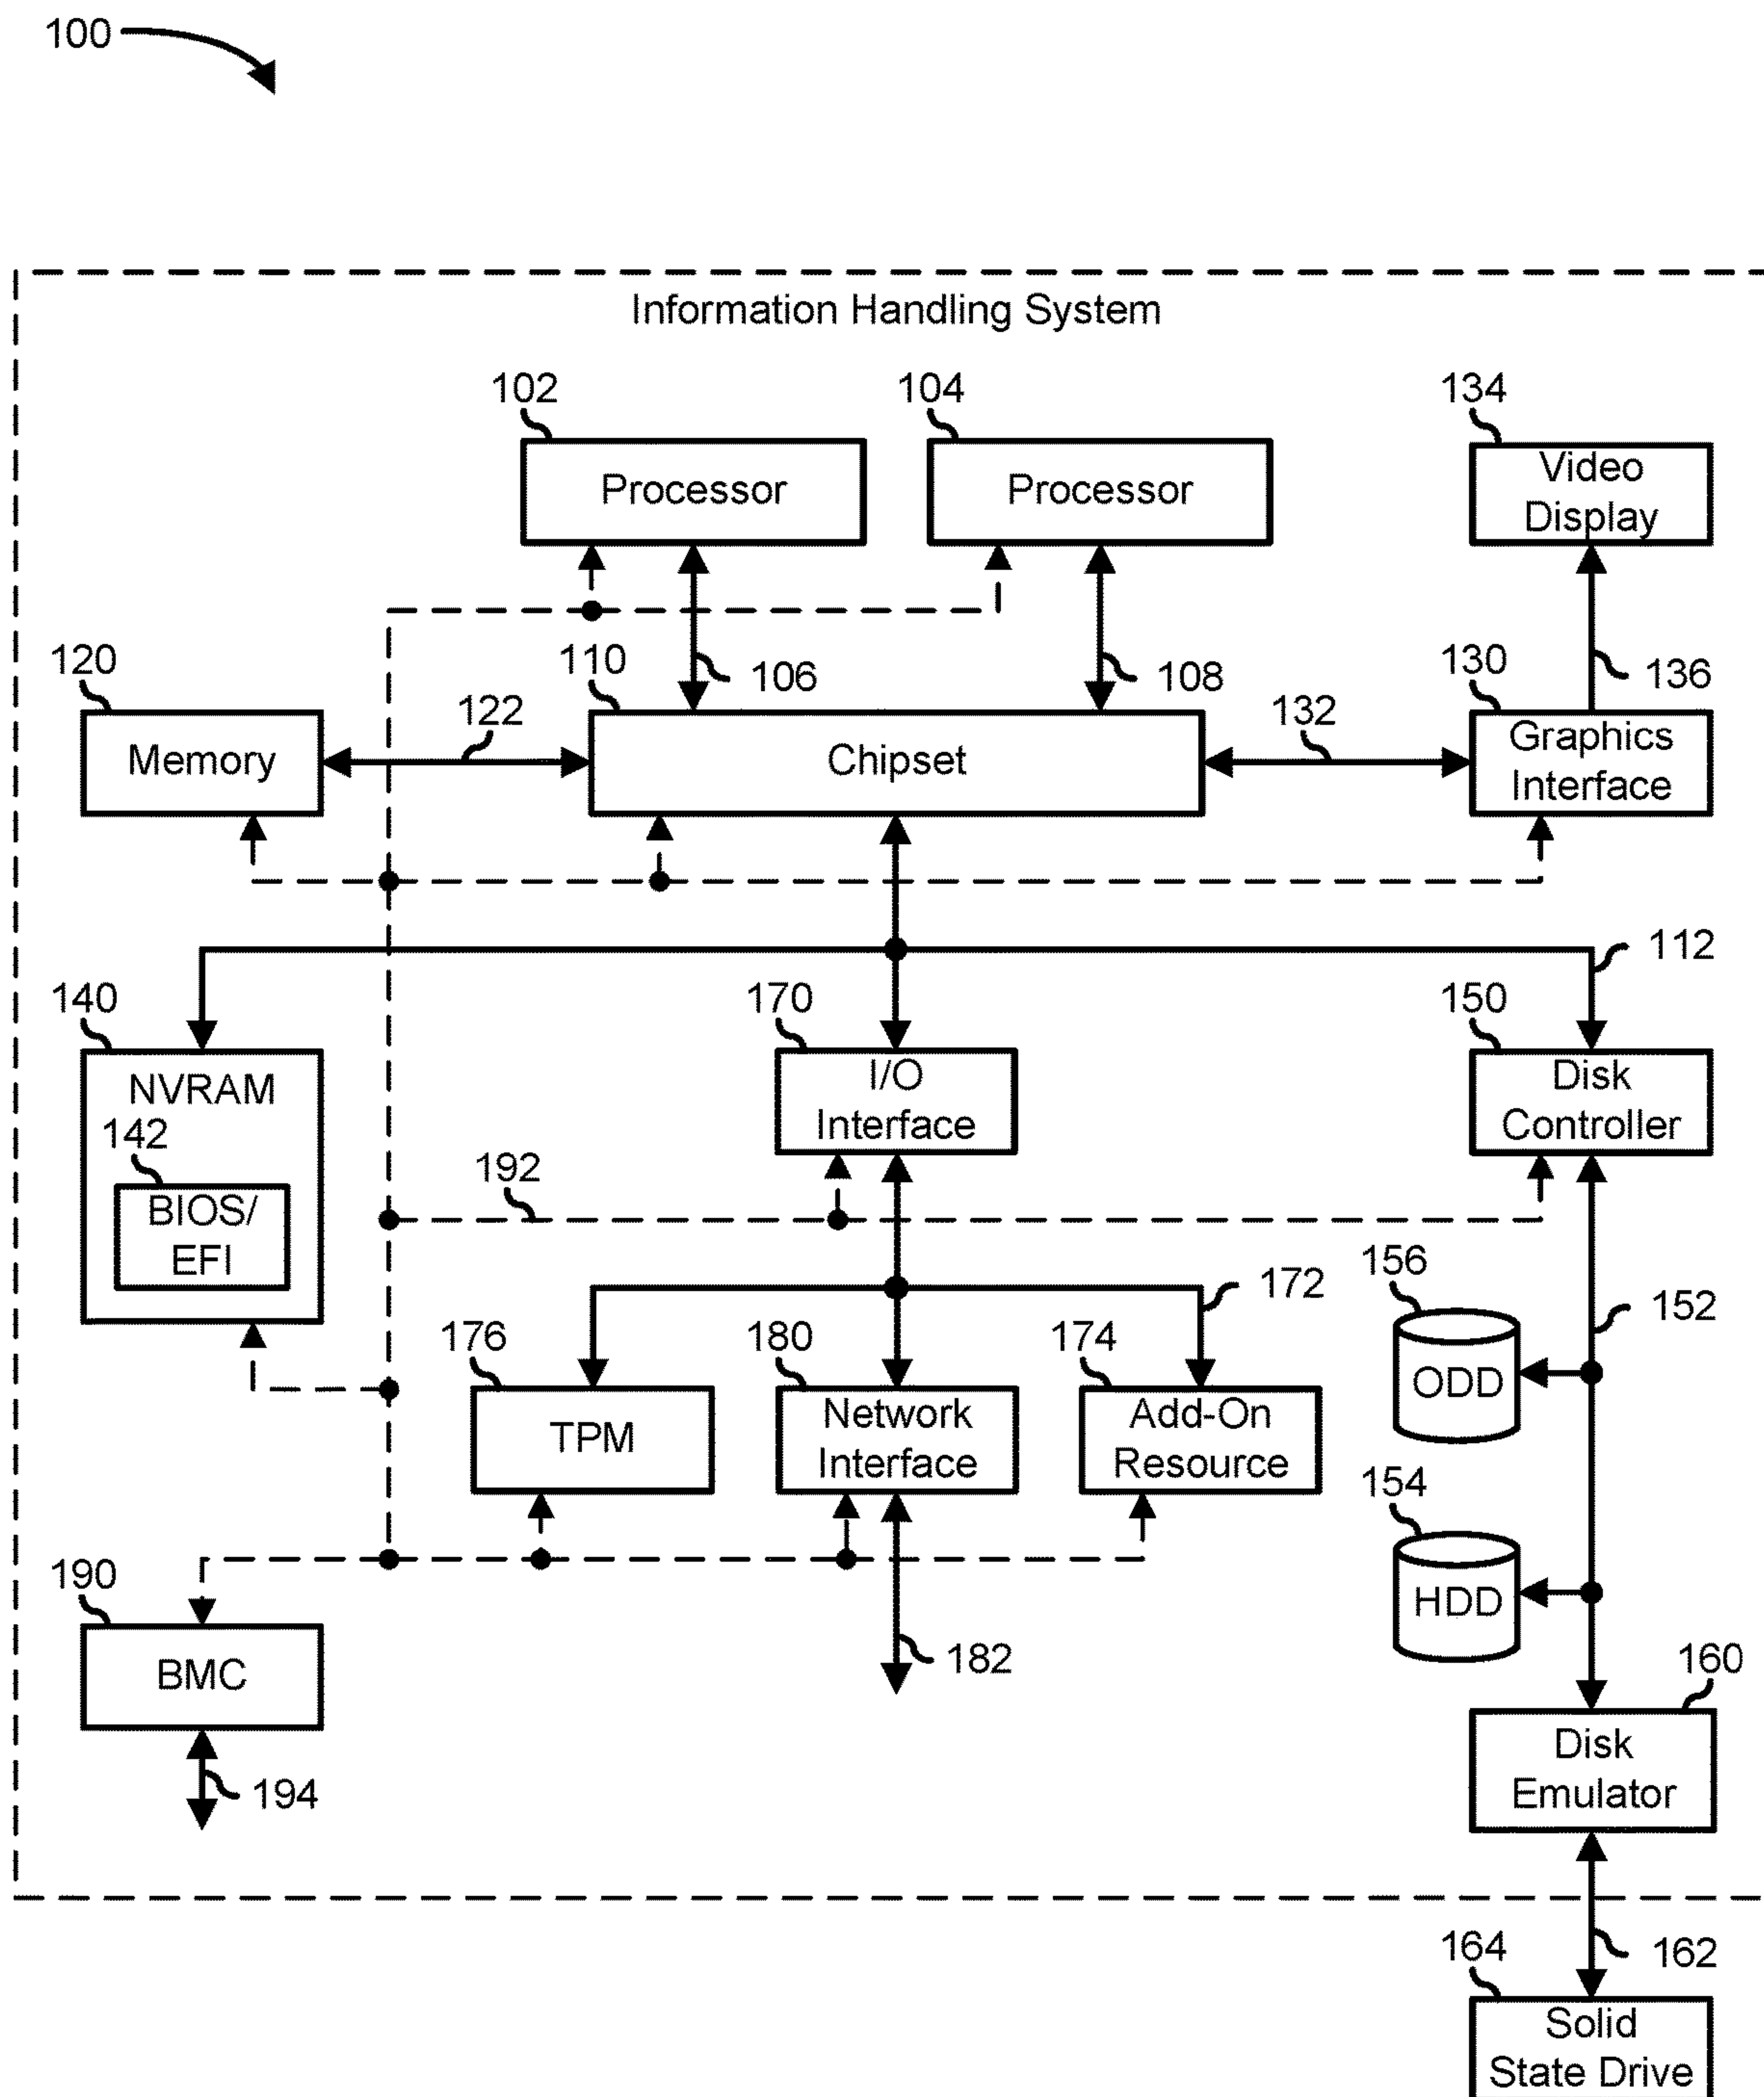 100
Information Handling System
102
104
134
Processor
Processor
Video
Display
120
110
106
108
130
136
122
132
Memory
Chipset
Graphics
Interface
112
140
170
150
NVRAM
I/O
Interface
Disk
Controller
142
BIOS/
EFI
192
156
172
152
176
180
174
ODD
TPM
Network
Interface
Add-On
Resource
154
190
HDD
182
160
BMC
Disk
Emulator
194
164
162
Solid
State Drive